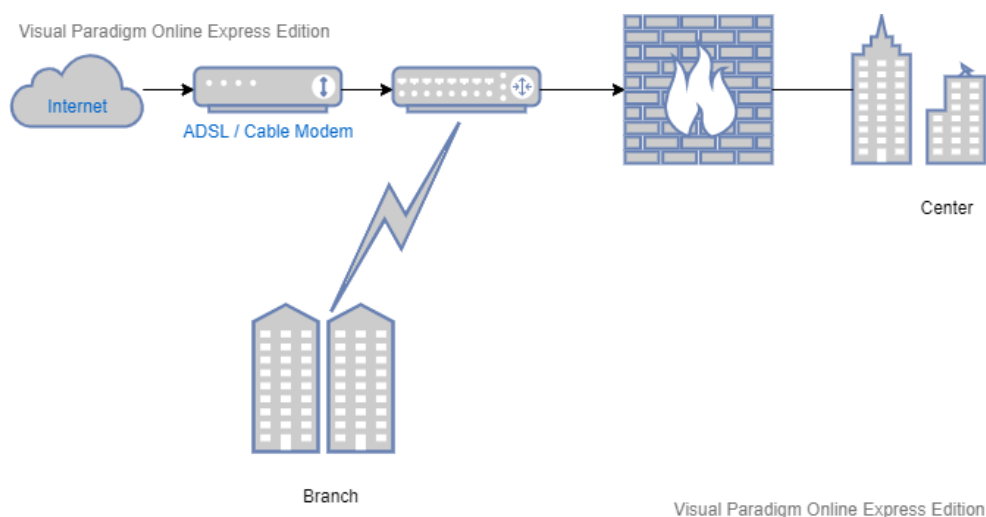 Visual Paradigm Online Express Edition
Internet
ADSL / Cable Modem
Center
Branch
Visual Paradigm Online Express Edition